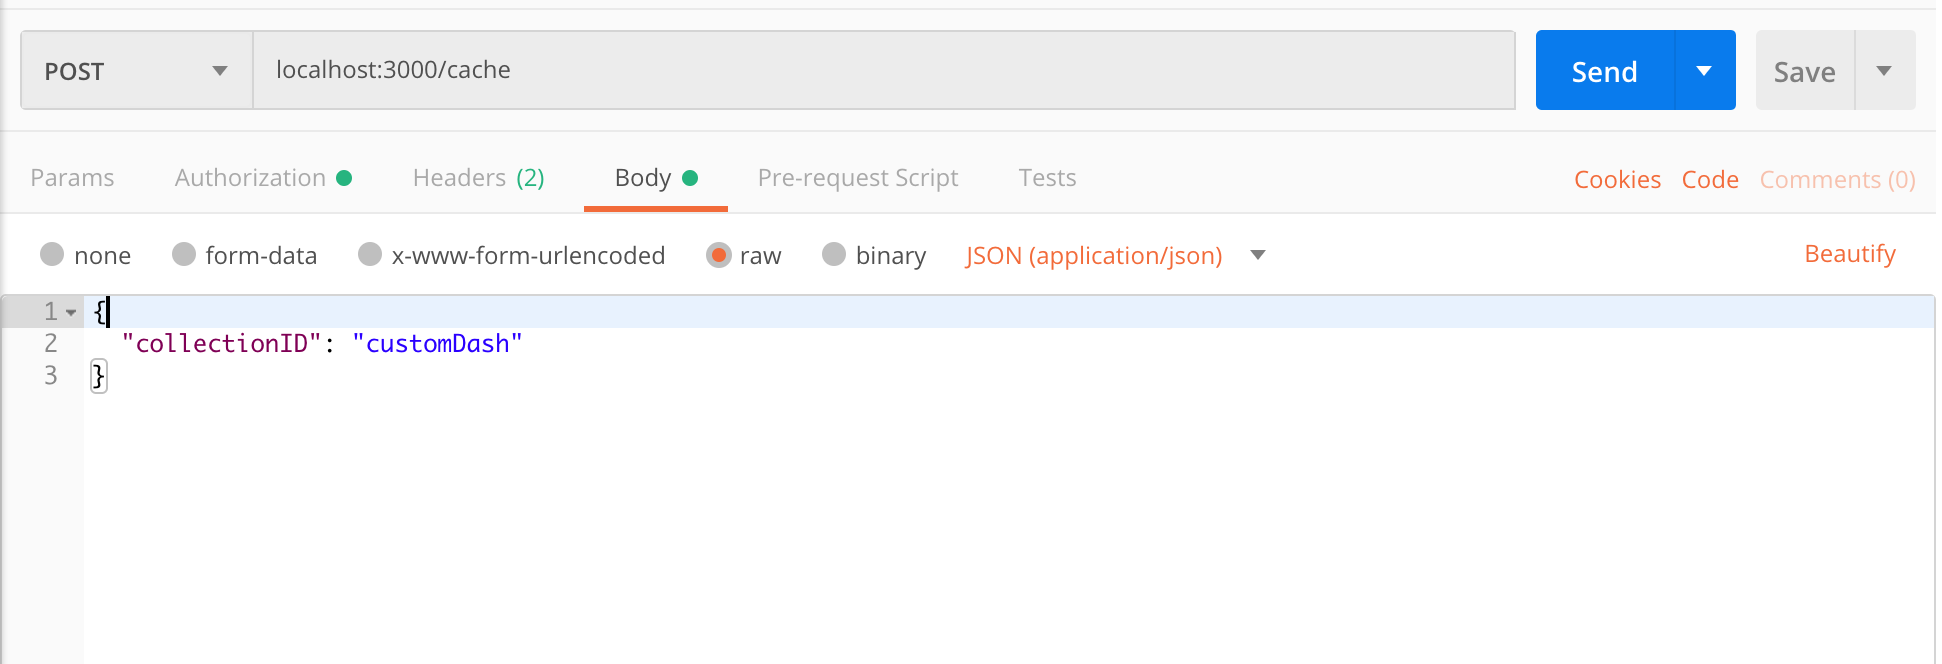 POST localhost:3000/cache Send Save
Params Authorization Headers (2) Body Pre-request Script Tests Cookies Code Comments (0)
none form-data x-www-form-urlencoded raw binary JSON (application/json) Beautify
1 {
2 "collectionID": "customDash"
3 }